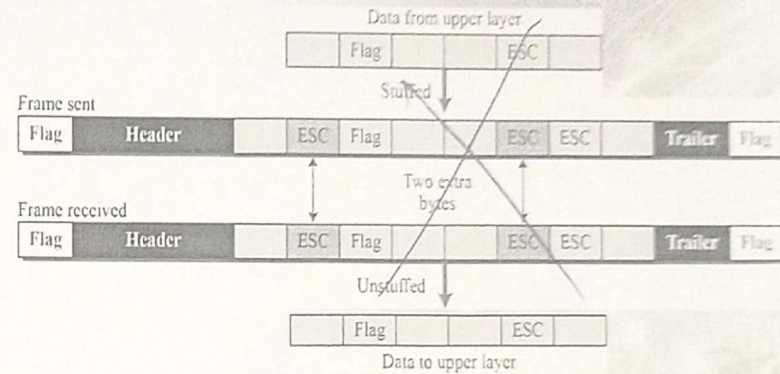 Data from upper layer
Flag ESC
Stuffed
Frame sent
Flag Header ESC Flag ESC ESC Trailer Flag
Two extra
bytes
Frame received
Flag Header ESC Flag ESC ESC Trailer Flag
Unstuffed
Flag ESC
Data to upper layer